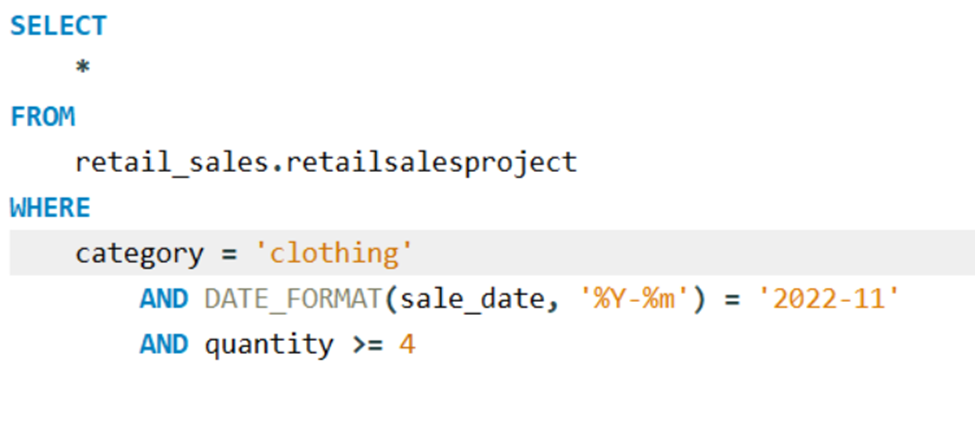 SELECT
*
FROM
retail_sales.retailsalesproject
WHERE
category = 'clothing'
AND DATE_FORMAT(sale_date, '%Y-%m') = '2022-11'
AND quantity >= 4